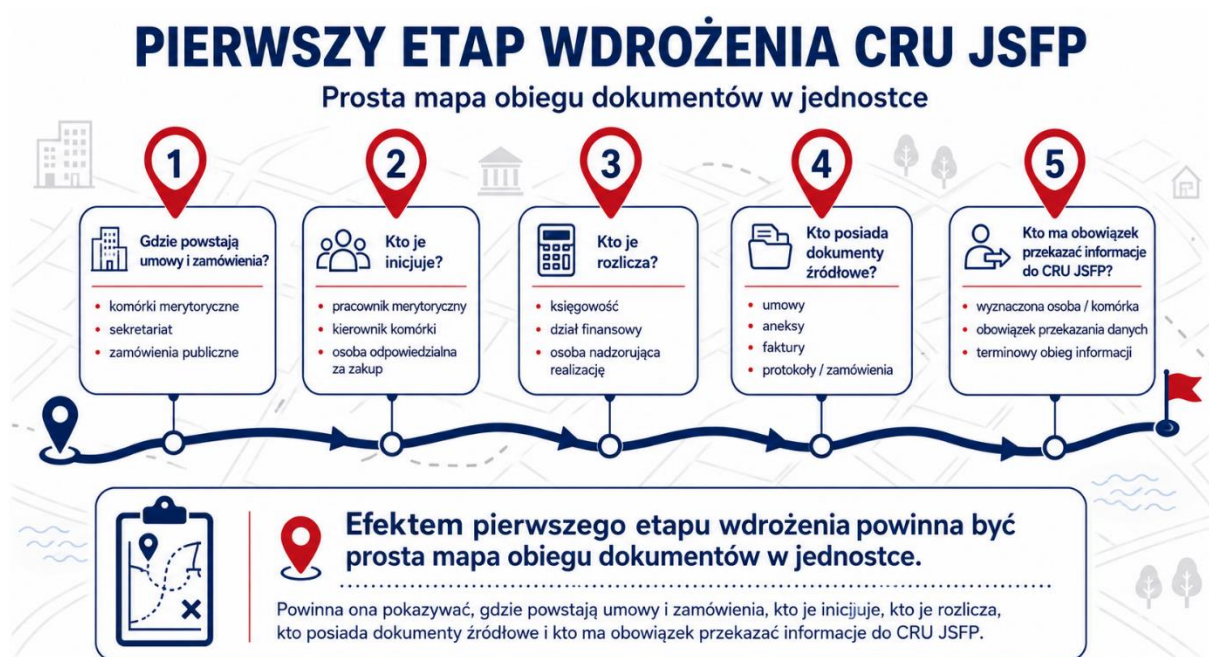 PIERWSZY ETAP WDROŻENIA CRU JSFP
Prosta mapa obiegu dokumentów w jednostce
1
Gdzie powstają
umowy i zamówienia?
• komórki merytoryczne
• sekretariat
• zamówienia publiczne
2
Kto je
inicjuje?
• pracownik merytoryczny
• kierownik komórki
• osoba odpowiedzialna
za zakup
3
Kto je
rozlicza?
• księgowość
• dział finansowy
• osoba nadzorująca
realizację
4
Kto posiada
dokumenty
źródłowe?
• umowy
• aneksy
• faktury
• protokoły / zamówienia
5
Kto ma obowiązek
przekazać informacje
do CRU JSFP?
• wyznaczona osoba / komórka
• obowiązek przekazania danych
• terminowy obieg informacji
Efektem pierwszego etapu wdrożenia powinna być
prosta mapa obiegu dokumentów w jednostce.
Powinna ona pokazywać, gdzie powstają umowy i zamówienia, kto je inicjuje, kto je rozlicza,
kto posiada dokumenty źródłowe i kto ma obowiązek przekazać informacje do CRU JSFP.